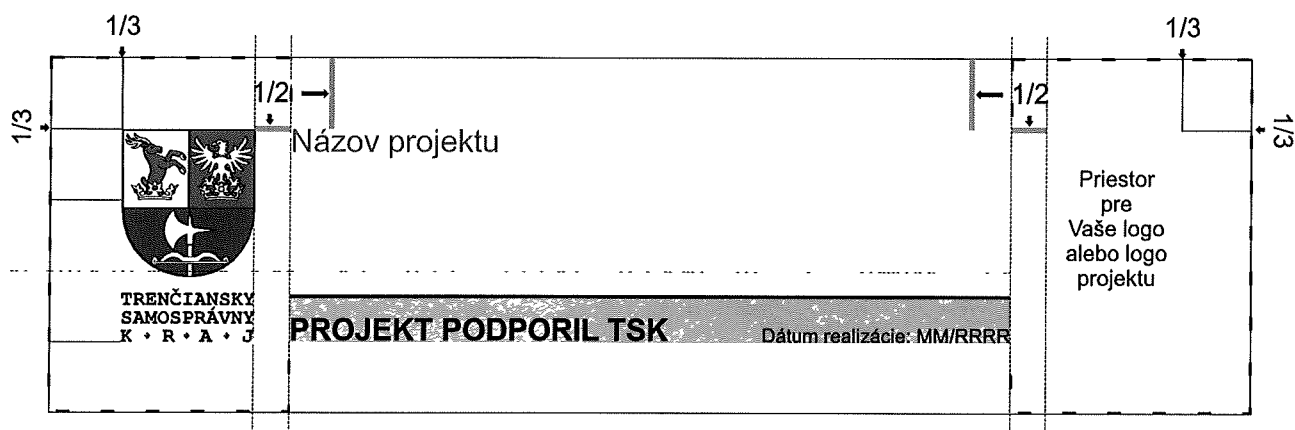 1/3
1/3
1/2
1/2
1/3
1/3
Názov projektu
Priestor
pre
Vaše logo
alebo logo
projektu
TRENČIANSKY
SAMOSPRÁVNY
K • R • A • J
PROJEKT PODPORIL TSK
Dátum realizácie: MM/RRRR